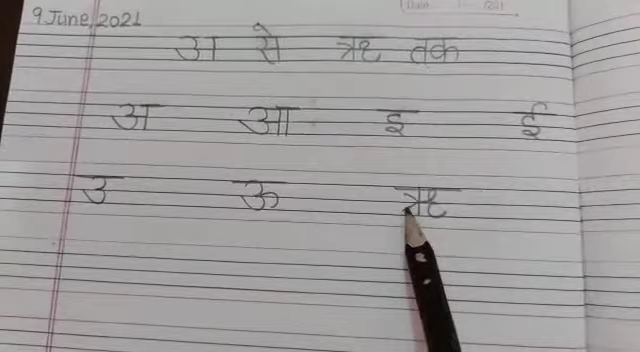 9 June, 2021
अ से ऋ तक
अ आ इ ई
उ ऊ ऋ